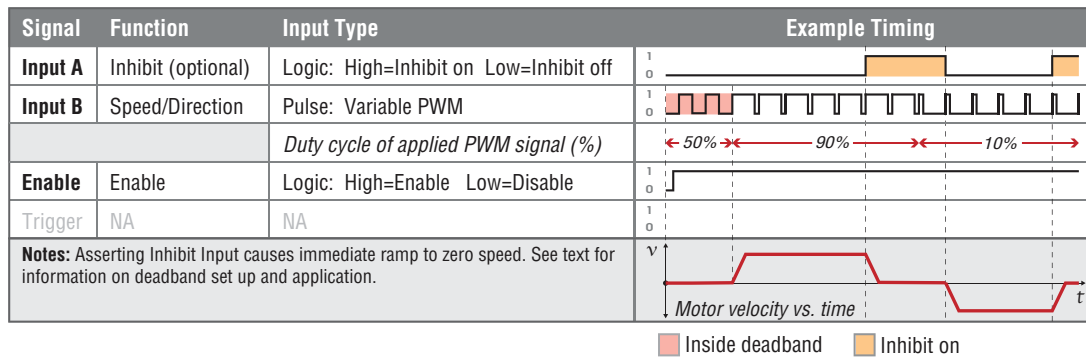 Signal Function Input Type Example Timing
Input A Inhibit (optional) Logic: High=Inhibit on Low=Inhibit off 1 0
Input B Speed/Direction Pulse: Variable PWM 1 0
Duty cycle of applied PWM signal (%) 50% 90% 10%
Enable Enable Logic: High=Enable Low=Disable 1 0
Trigger NA NA 1 0
Notes: Asserting Inhibit Input causes immediate ramp to zero speed. See text for
information on deadband set up and application.
v
t
Motor velocity vs. time
Inside deadband Inhibit on